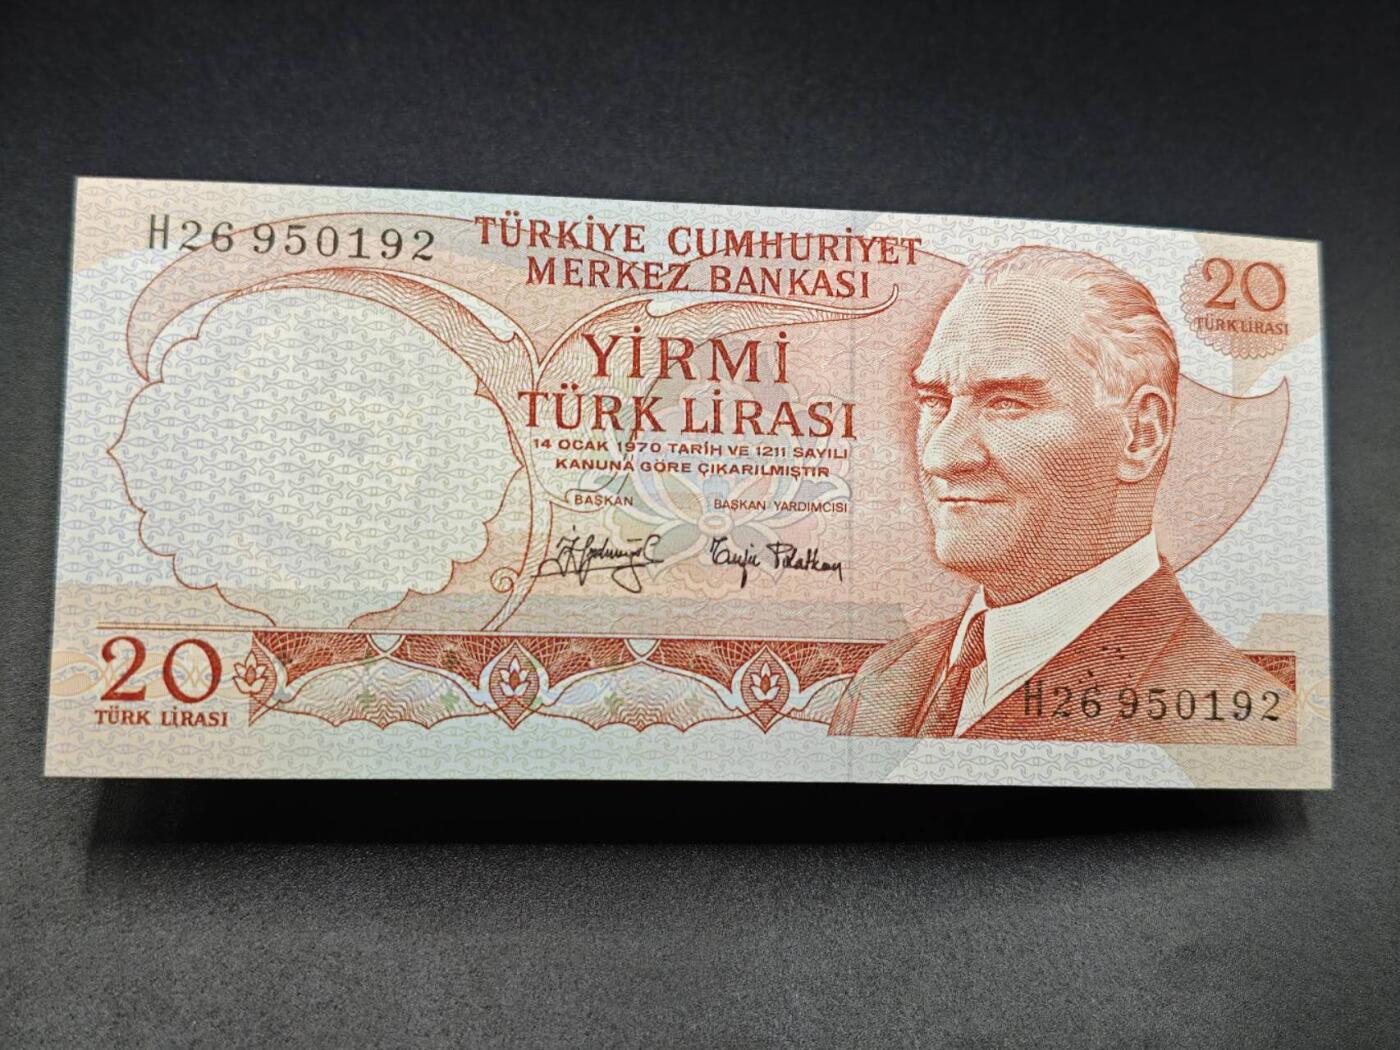 H26 950192
TÜRKİYE CUMHURİYET
MERKEZ BANKASI
20
TÜRK LİRASI
YİRMİ
TÜRK LİRASI
14 OCAK 1970 TARİH VE 1211 SAYILI
KANUNA GÖRE ÇIKARILMIŞTIR
BAŞKAN
BAŞKAN YARDIMCISI
20
TÜRK LİRASI
H26 950192